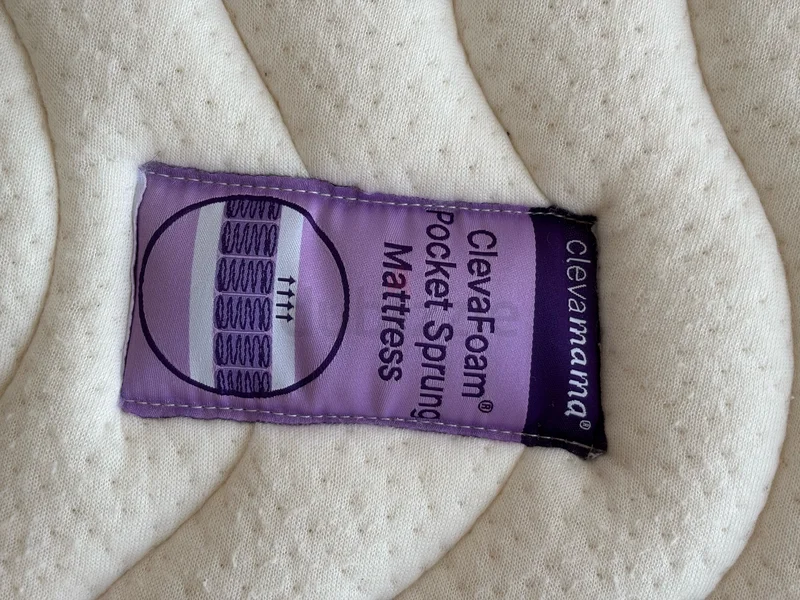 clevamama®
ClevaFoam®
Pocket Sprung
Mattress